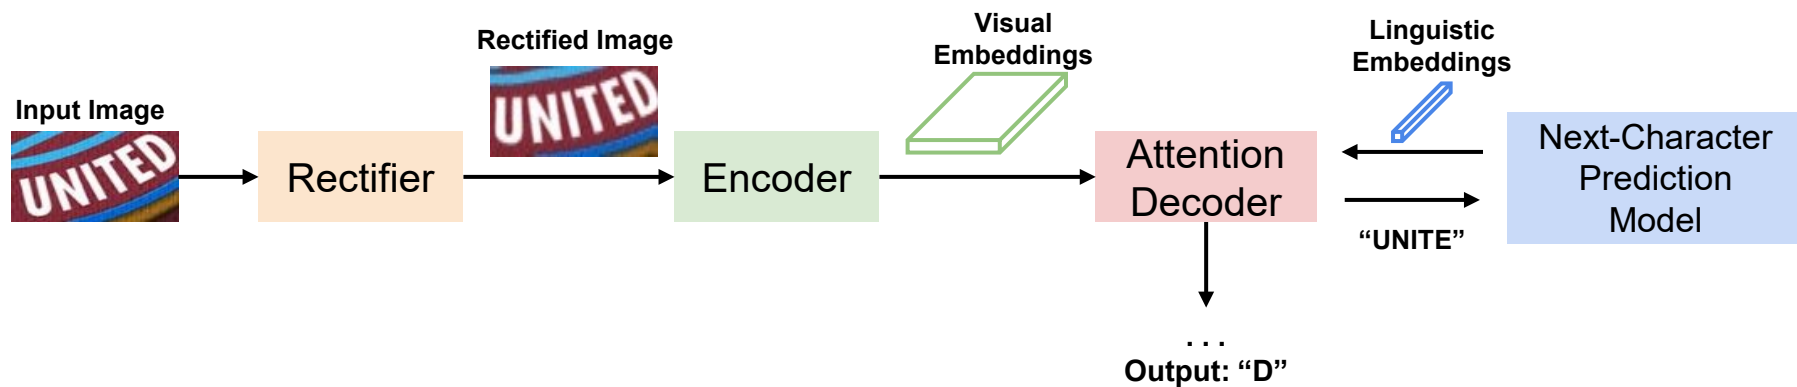 Input Image
UNITED
Rectifier
Rectified Image
UNITED
Encoder
Visual
Embeddings
Attention
Decoder
Linguistic
Embeddings
“UNITE”
Next-Character
Prediction
Model
. . .
Output: “D”